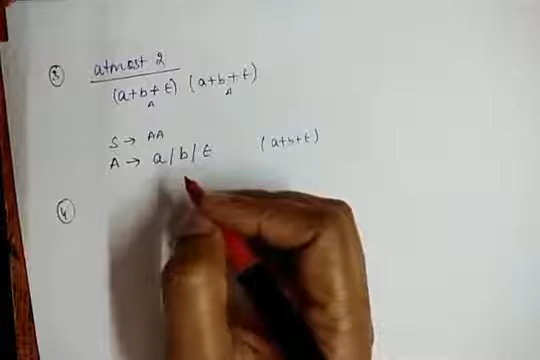 ③ atmost 2
(a+b+ε) (a+b+ε)
A A
S → AA
A → a/b/ε (a+b+ε)
④